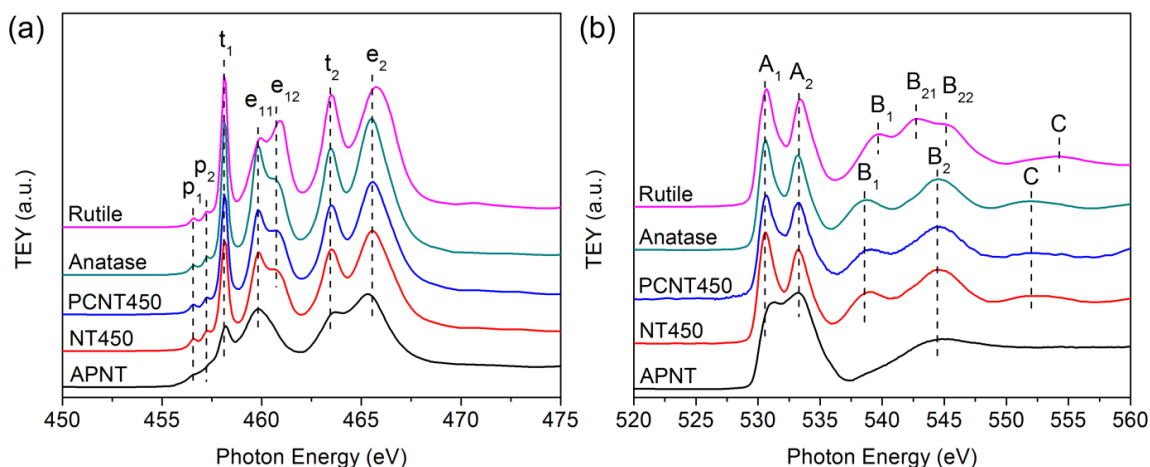 (a)
t₁
e₁₁
e₁₂
t₂
e₂
p₁
p₂
Rutile
Anatase
PCNT450
NT450
APNT
TEY (a.u.)
450 455 460 465 470 475
Photon Energy (eV)
(b)
A₁
A₂
B₁
B₂₁
B₂₂
C
B₁
B₂
C
Rutile
Anatase
PCNT450
NT450
APNT
TEY (a.u.)
520 525 530 535 540 545 550 555 560
Photon Energy (eV)